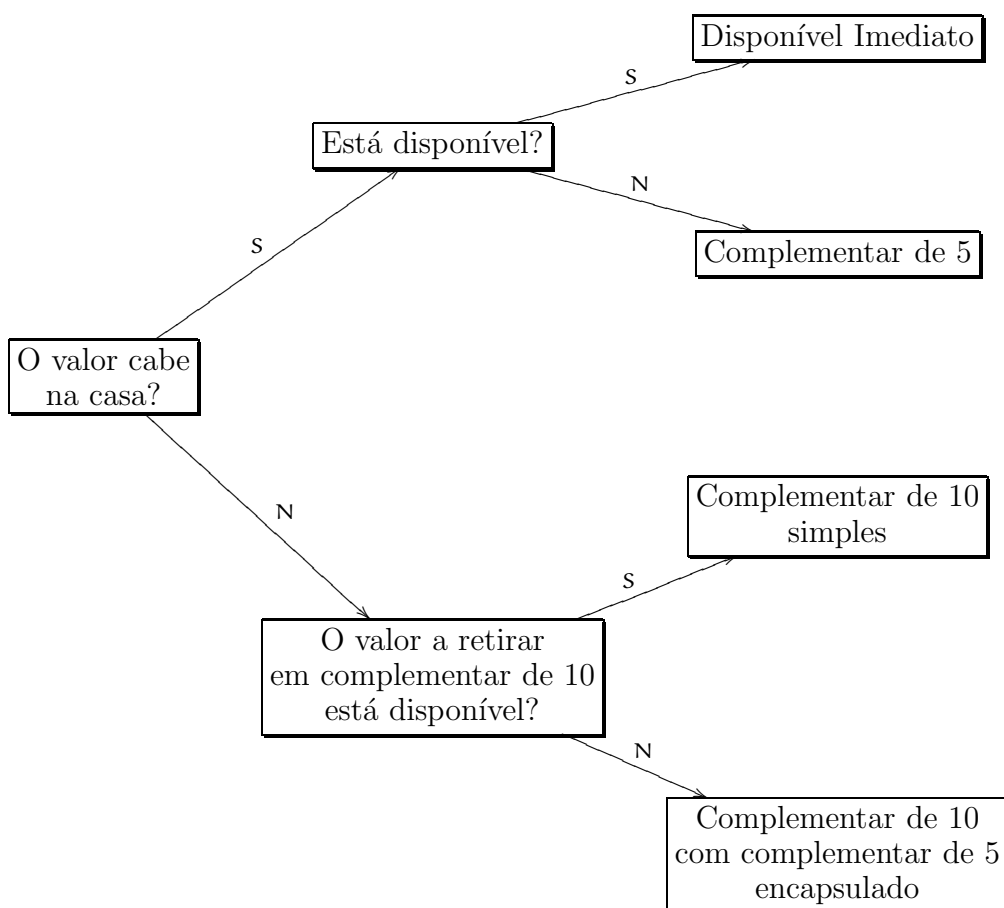 Disponível Imediato
S
Está disponível?
N
Complementar de 5
S
O valor cabe
na casa?
N
Complementar de 10
simples
S
O valor a retirar
em complementar de 10
está disponível?
N
Complementar de 10
com complementar de 5
encapsulado